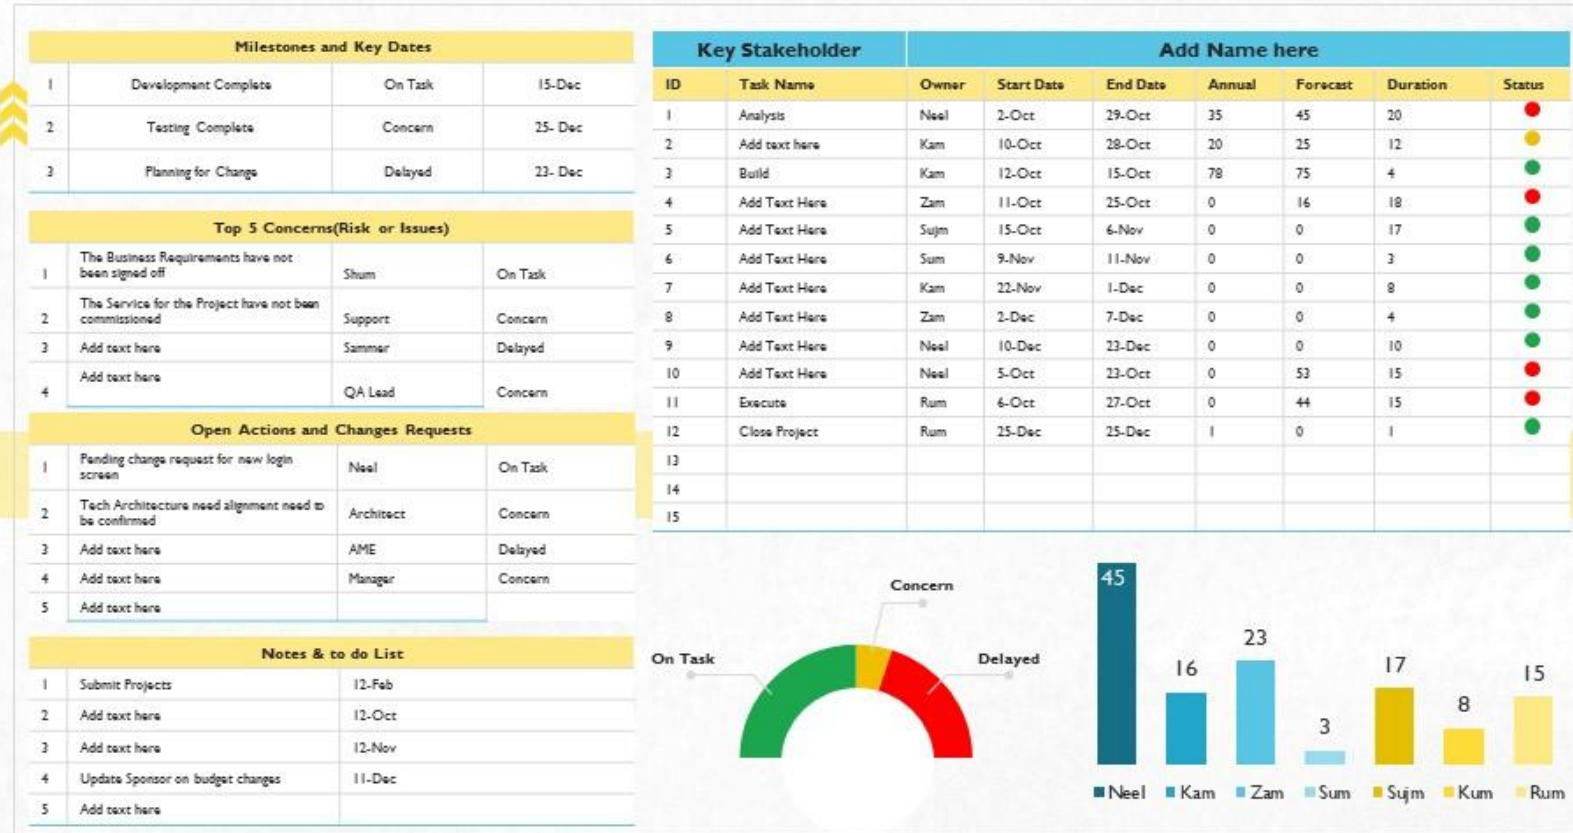 Milestones and Key Dates
1 Development Complete On Task 15-Dec
2 Testing Complete Concern 25- Dec
3 Planning for Change Delayed 23- Dec
Top 5 Concerns(Risk or Issues)
The Business Requirements have not
1 been signed off Shum On Task
The Service for the Project have not been
2 commissioned Support Concern
3 Add text here Sammer Delayed
Add text here
4 QA Lead Concern
Open Actions and Changes Requests
Pending change request for new login
1 screen Neel On Task
Tech Architecture need alignment need to
2 be confirmed Architect Concern
3 Add text here AME Delayed
4 Add text here Manager Concern
5 Add text here
Notes & to do List
1 Submit Projects 12-Feb
2 Add text here 12-Oct
3 Add text here 12-Nov
4 Update Sponsor on budget changes 11-Dec
5 Add text here
Key Stakeholder Add Name here
ID Task Name Owner Start Date End Date Annual Forecast Duration Status
1 Analysis Neel 2-Oct 29-Oct 35 45 20
2 Add text here Kam 10-Oct 28-Oct 20 25 12
3 Build Kam 12-Oct 15-Oct 78 75 4
4 Add Text Here Zam 11-Oct 25-Oct 0 16 18
5 Add Text Here Sujm 15-Oct 6-Nov 0 0 17
6 Add Text Here Sum 9-Nov 11-Nov 0 0 3
7 Add Text Here Kam 22-Nov 1-Dec 0 0 8
8 Add Text Here Zam 2-Dec 7-Dec 0 0 4
9 Add Text Here Neel 10-Dec 23-Dec 0 0 10
10 Add Text Here Neel 5-Oct 23-Oct 0 53 15
11 Execute Rum 6-Oct 27-Oct 0 44 15
12 Close Project Rum 25-Dec 25-Dec 1 0 1
13
14
15
Concern
On Task Delayed
45 16 23 3 17 8 15
Neel Kam Zam Sum Sujm Kum Rum